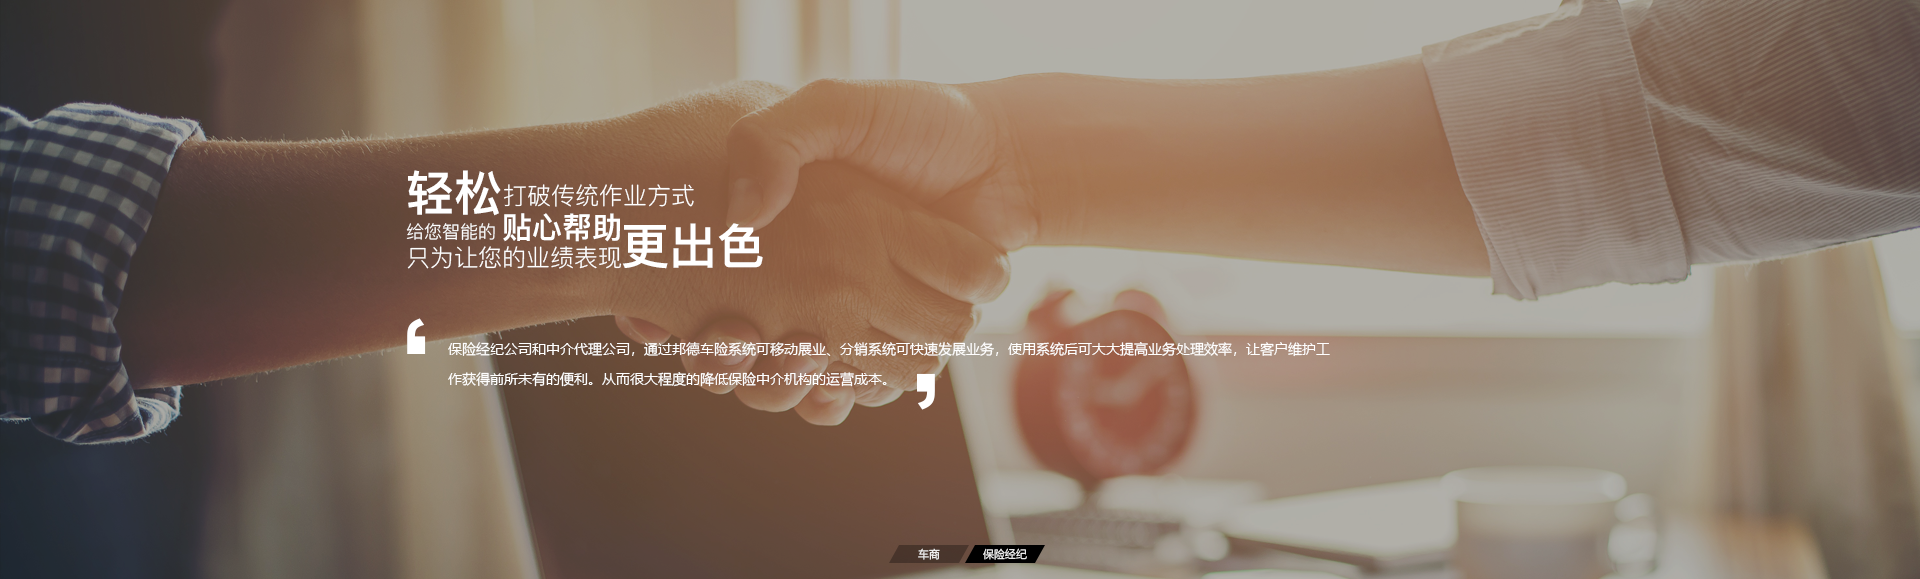 轻松打破传统作业方式
给您智能的 贴心帮助
只为让您的业绩表现更出色
保险经纪公司和中介代理公司，通过邦德车险系统可移动展业、分销系统可快速发展业务，使用系统后可大大提高业务处理效率，让客户维护工
作获得前所未有的便利。从而很大程度的降低保险中介机构的运营成本。
车商 保险经纪